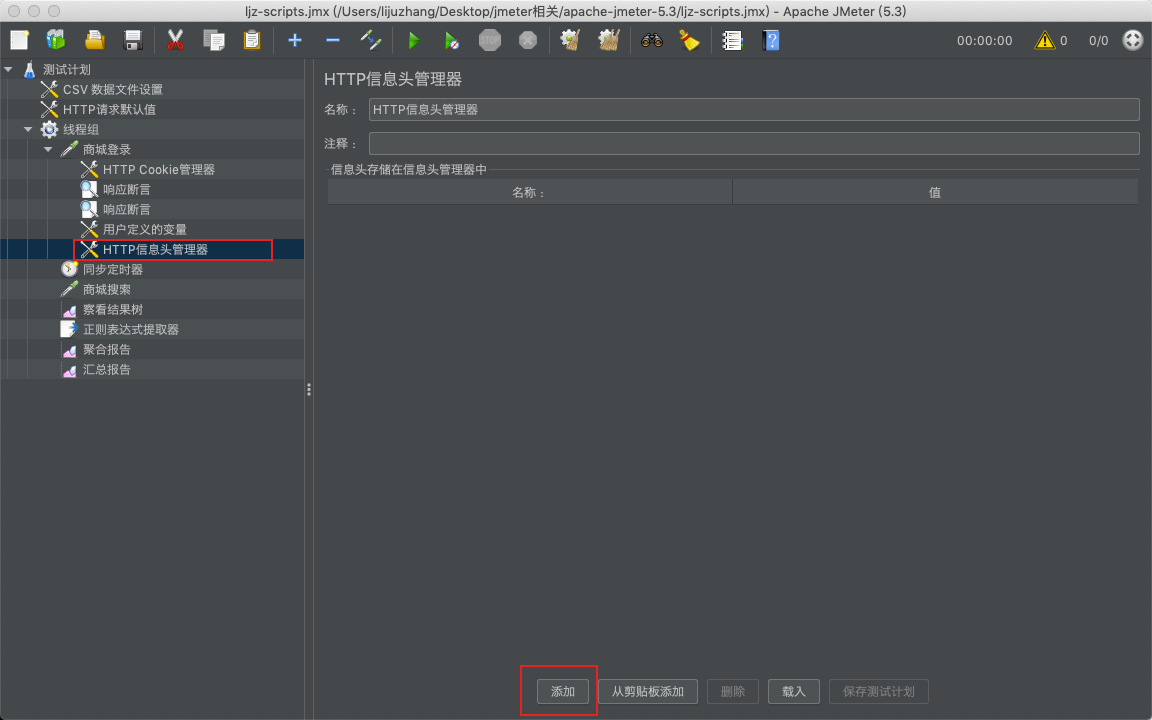 ljz-scripts.jmx (/Users/lijuzhang/Desktop/jmeter相关/apache-jmeter-5.3/ljz-scripts.jmx) - Apache JMeter (5.3)
STOP
00:00:00 0 0/0
测试计划
CSV 数据文件设置
HTTP请求默认值
线程组
商城登录
HTTP Cookie管理器
响应断言
响应断言
用户定义的变量
HTTP信息头管理器
同步定时器
商城搜索
察看结果树
正则表达式提取器
聚合报告
汇总报告
HTTP信息头管理器
名称： HTTP信息头管理器
注释：
信息头存储在信息头管理器中
名称： 值
添加 从剪贴板添加 删除 载入 保存测试计划